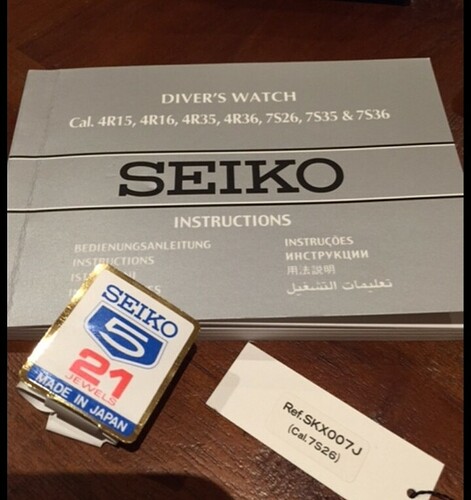 DIVER'S WATCH
Cal. 4R15, 4R16, 4R35, 4R36, 7S26, 7S35 & 7S36
SEIKO
INSTRUCTIONS
BEDIENUNGSANLEITUNG
INSTRUCTIONS
INSTRUÇÕES
ИНСТРУКЦИИ
用法説明
تعليمات التشغيل
SEIKO
5
21
JEWELS
MADE IN JAPAN
Ref.SKX007J
(Cal.7S26)